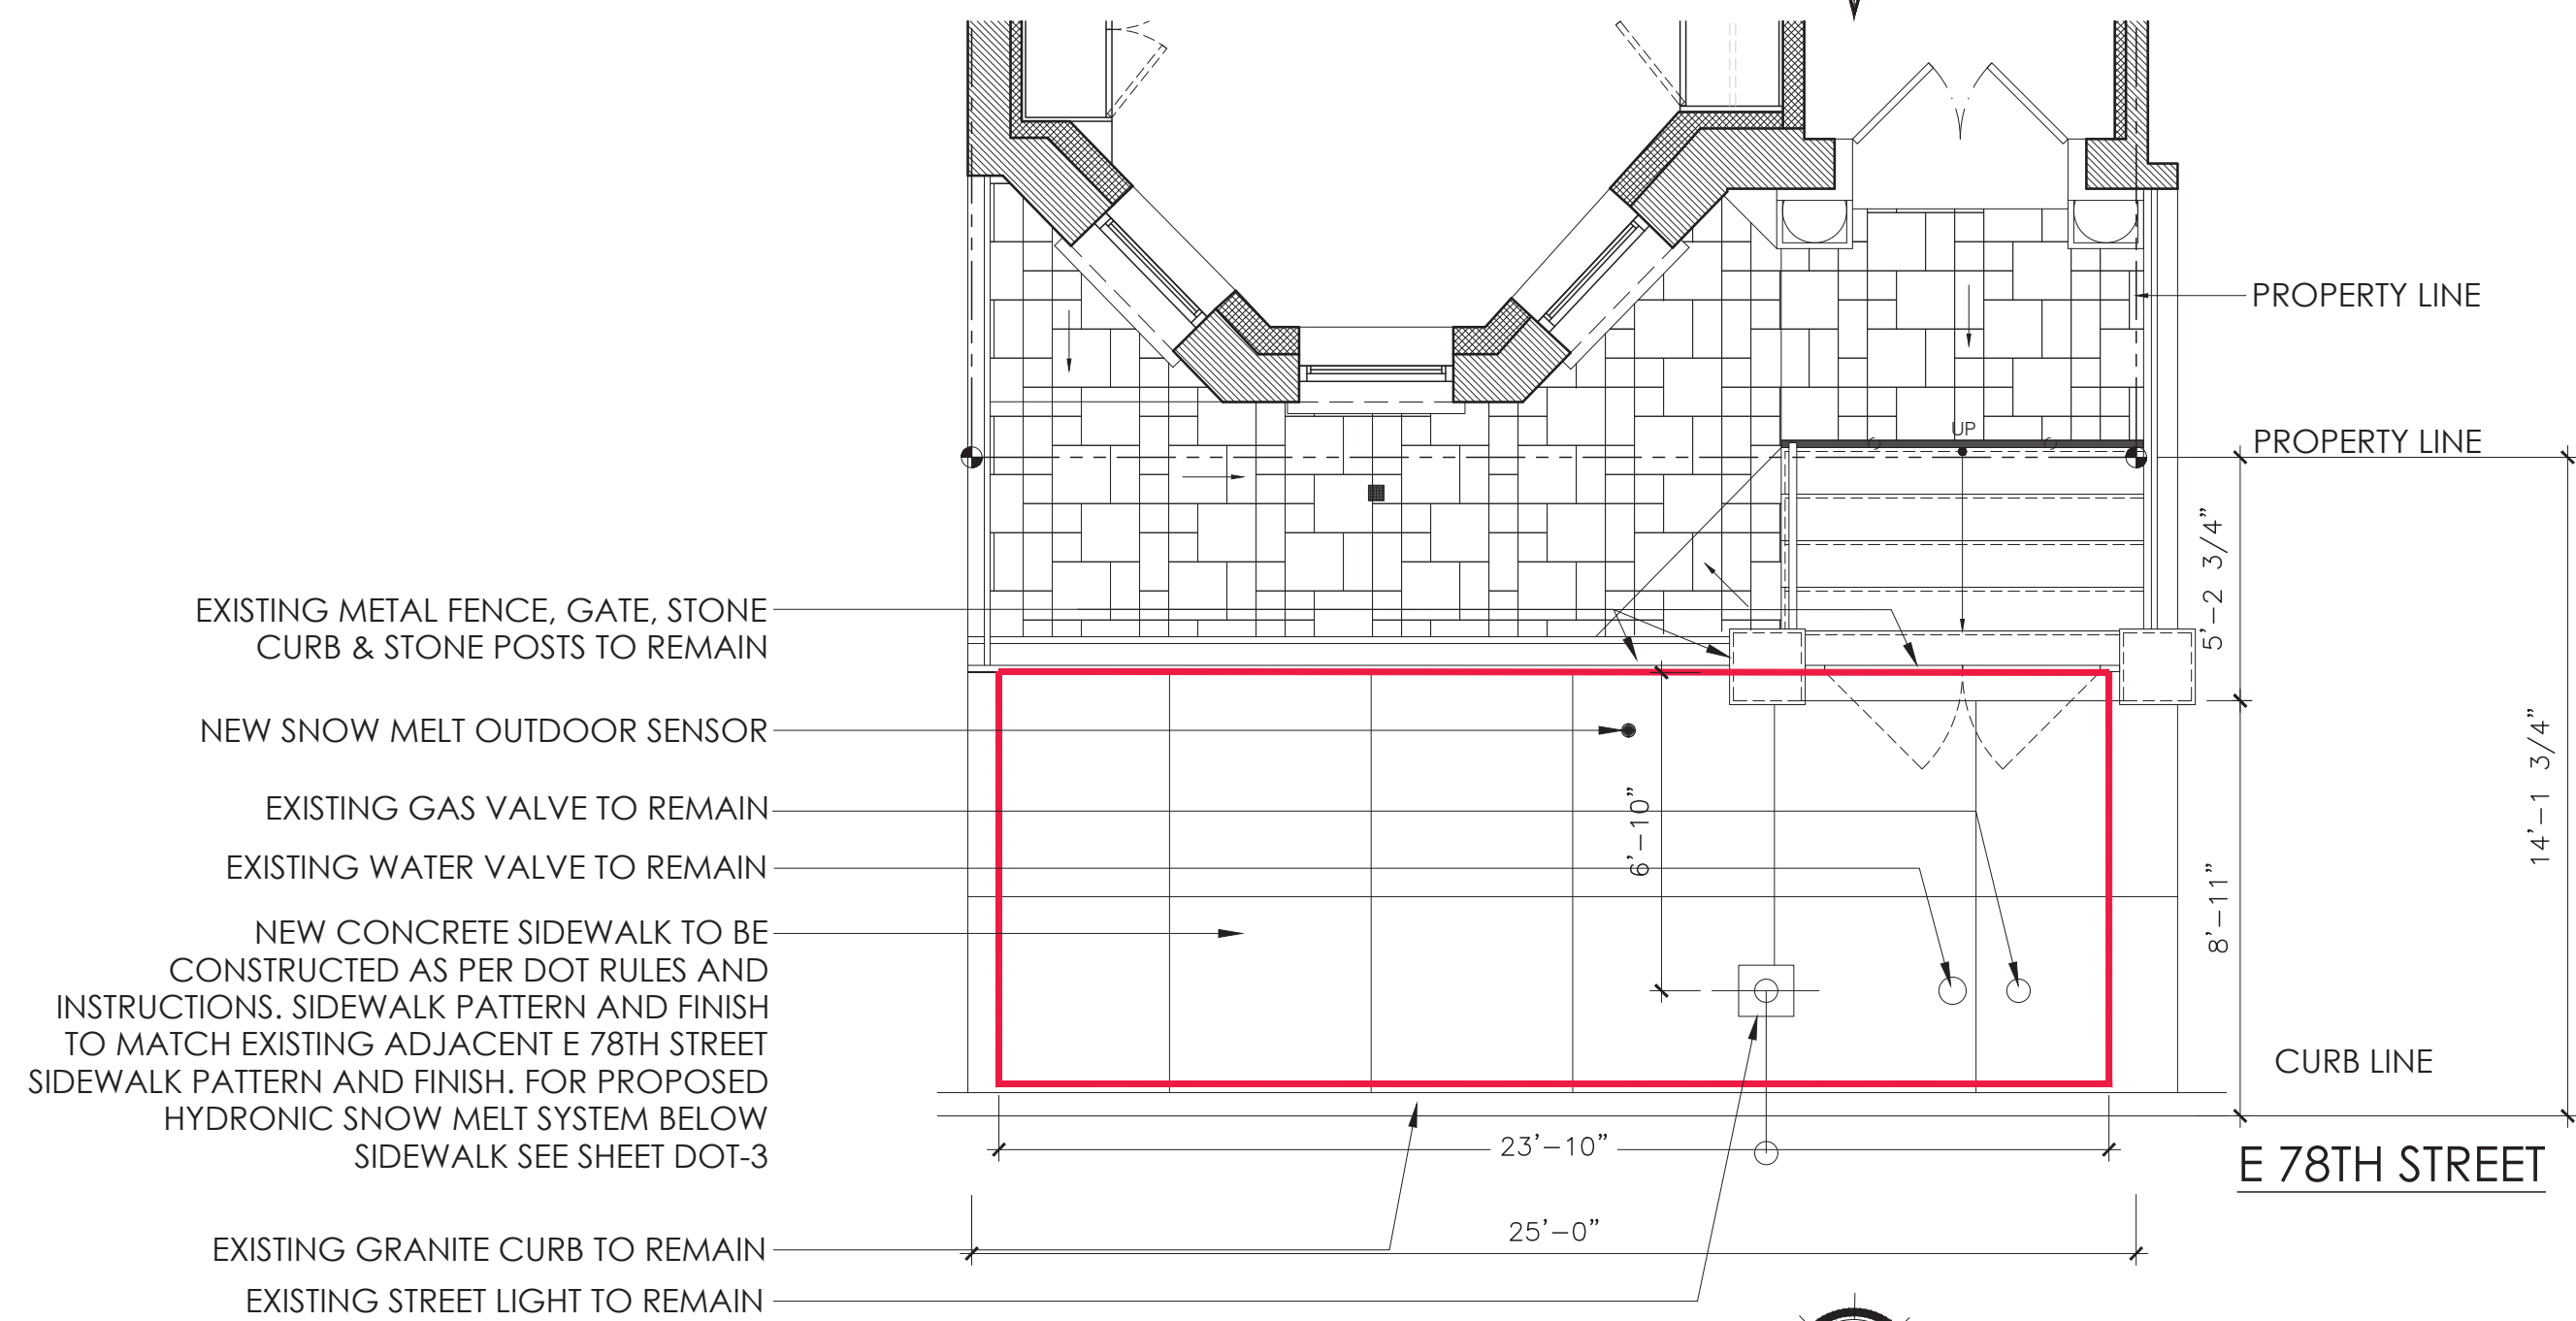 PROPERTY LINE
UP
PROPERTY LINE
5'-2 3/4"
EXISTING METAL FENCE, GATE, STONE
CURB & STONE POSTS TO REMAIN
NEW SNOW MELT OUTDOOR SENSOR
14'-1 3/4"
EXISTING GAS VALVE TO REMAIN
6'-10"
EXISTING WATER VALVE TO REMAIN
8'-11"
NEW CONCRETE SIDEWALK TO BE
CONSTRUCTED AS PER DOT RULES AND
INSTRUCTIONS. SIDEWALK PATTERN AND FINISH
TO MATCH EXISTING ADJACENT E 78TH STREET
SIDEWALK PATTERN AND FINISH. FOR PROPOSED
HYDRONIC SNOW MELT SYSTEM BELOW
SIDEWALK SEE SHEET DOT-3
CURB LINE
23'-10"
E 78TH STREET
25'-0"
EXISTING GRANITE CURB TO REMAIN
EXISTING STREET LIGHT TO REMAIN